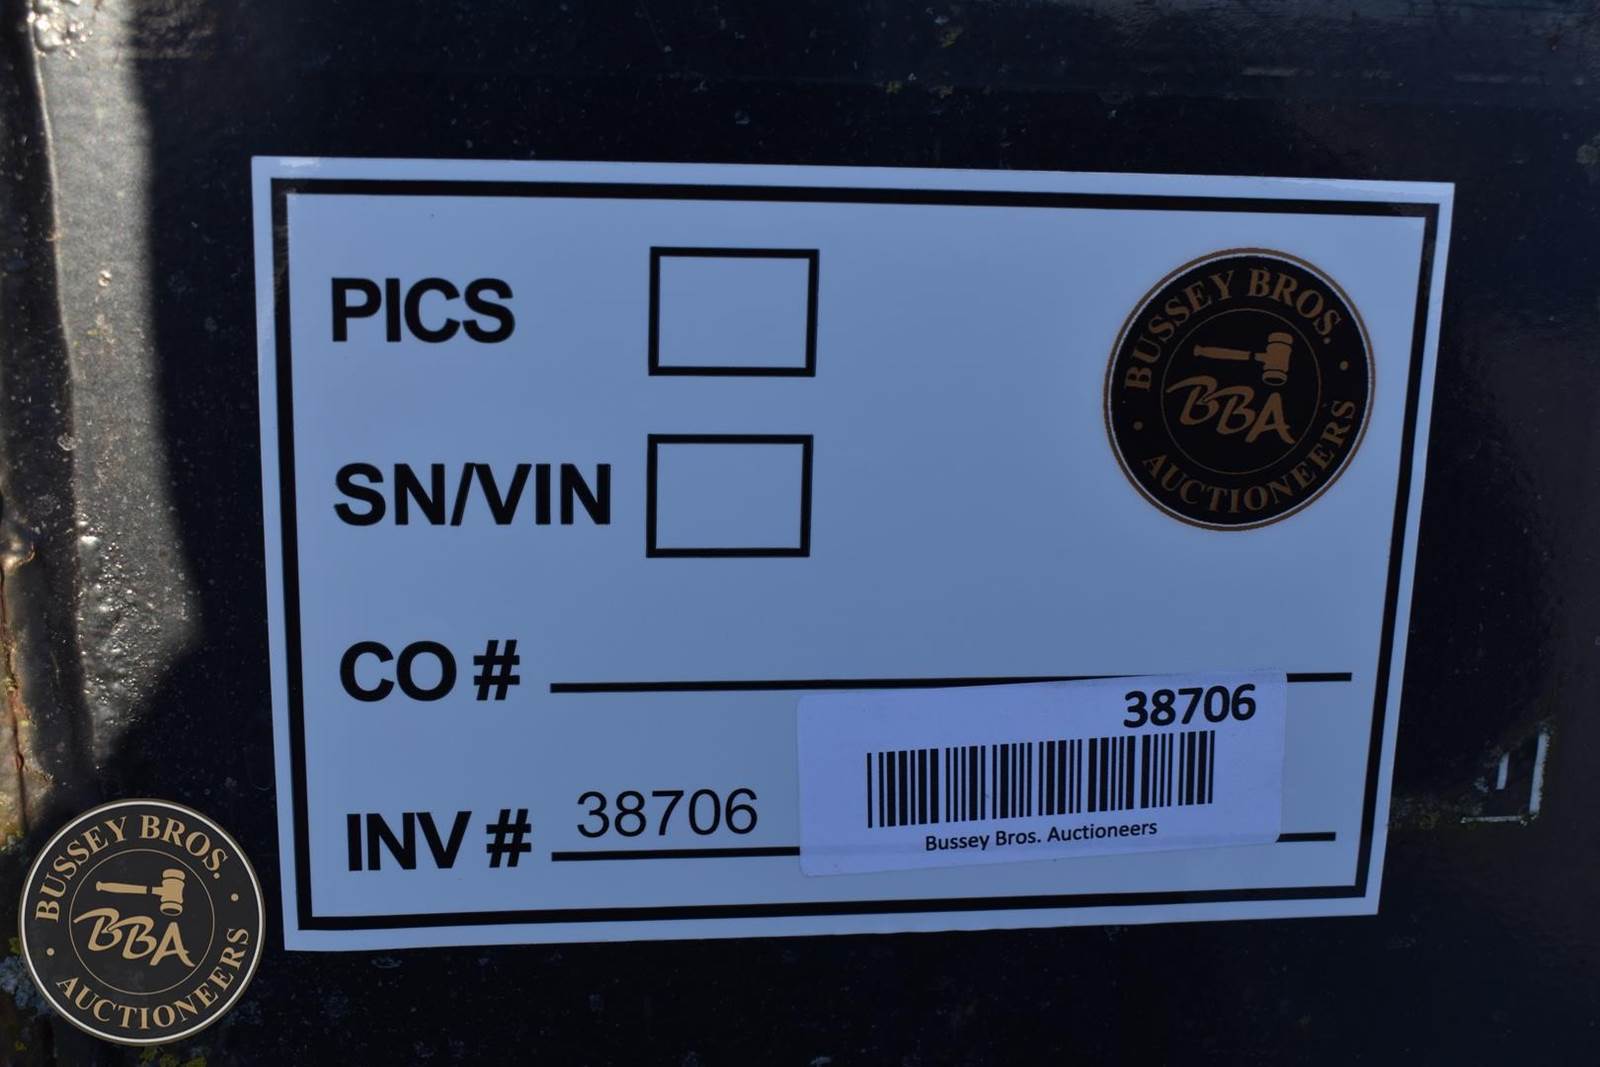 PICS
BUSSEY BROS.
BBA
AUCTIONEERS
SN/VIN
CO #
38706
INV # 38706
Bussey Bros. Auctioneers
BUSSEY BROS.
BBA
AUCTIONEERS